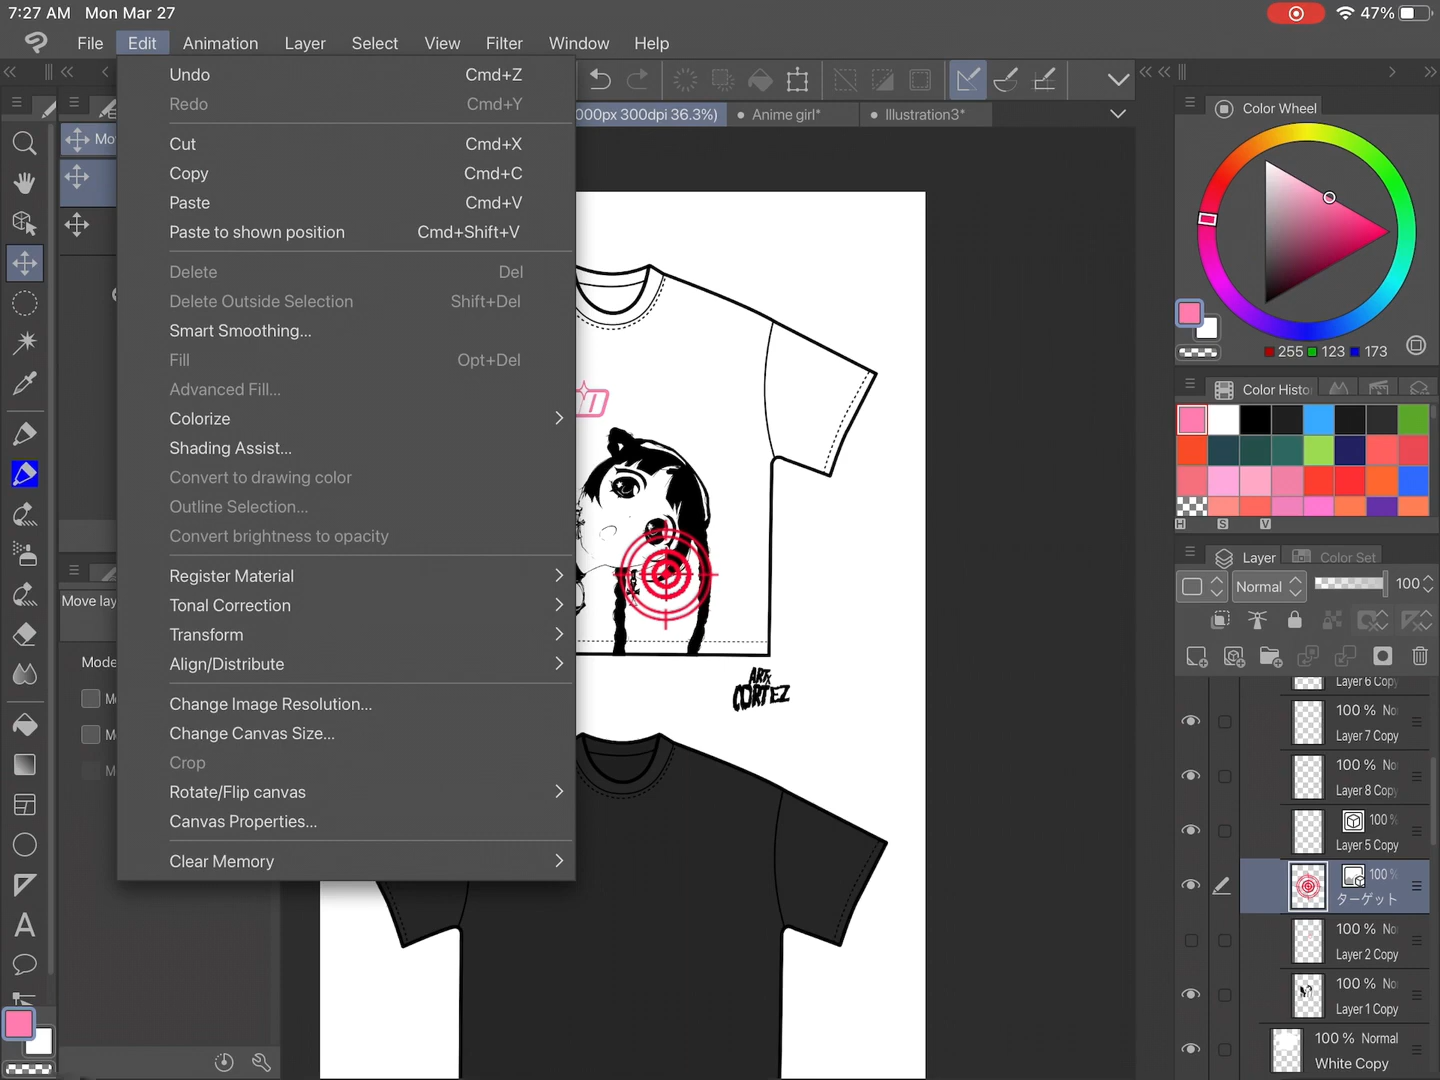 7:27 AM Mon Mar 27
47%
File Edit Animation Layer Select View Filter Window Help
Undo Cmd+Z
Redo Cmd+Y
Cut Cmd+X
Copy Cmd+C
Paste Cmd+V
Paste to shown position Cmd+Shift+V
Delete Del
Delete Outside Selection Shift+Del
Smart Smoothing...
Fill Opt+Del
Advanced Fill...
Colorize
Shading Assist...
Convert to drawing color
Outline Selection...
Convert brightness to opacity
Register Material
Tonal Correction
Transform
Align/Distribute
Change Image Resolution...
Change Canvas Size...
Crop
Rotate/Flip canvas
Canvas Properties...
Clear Memory
000px 300dpi 36.3%)
Anime girl*
Illustration3*
Mo
Move lay
Mode
M
M
M
A
ART
CORTEZ
Color Wheel
255 123 173
Color Histo
H S V
Layer
Color Set
Normal
100
Layer 6 Copy
100 % No
Layer 7 Copy
100 % No
Layer 8 Copy
100 %
Layer 5 Copy
100 %
ターゲット
100 % No
Layer 2 Copy
100 % No
Layer 1 Copy
100 % Normal
White Copy